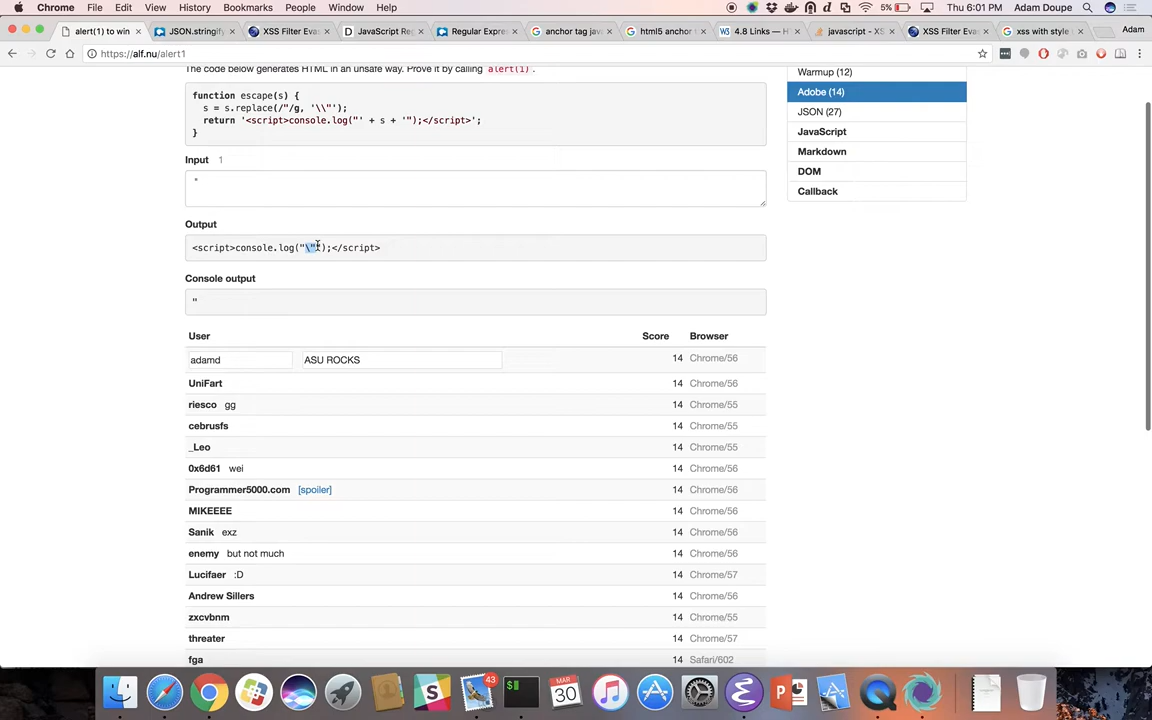 Chrome File Edit View History Bookmarks People Window Help 5% Thu 6:01 PM Adam Doupe
alert(1) to win
JSON.stringify
XSS Filter Eva
JavaScript Re
Regular Expre
anchor tag jav
html5 anchor
4.8 Links — H
javascript - XS
XSS Filter Eva
xss with style
Adam
https://alf.nu/alert1
The code below generates HTML in an unsafe way. Prove it by calling alert(1) .
function escape(s) {
s = s.replace(/"/g, '\\"');
return '<script>console.log("' + s + '");</script>';
}
Input 1
"
Output
<script>console.log("\"");</script>
Console output
"
User Score Browser
adamd ASU ROCKS 14 Chrome/56
UniFart 14 Chrome/56
riesco gg 14 Chrome/55
cebrusfs 14 Chrome/55
_Leo 14 Chrome/55
0x6d61 wei 14 Chrome/56
Programmer5000.com [spoiler] 14 Chrome/56
MIKEEEE 14 Chrome/56
Sanik exz 14 Chrome/56
enemy but not much 14 Chrome/56
Lucifaer :D 14 Chrome/57
Andrew Sillers 14 Chrome/56
zxcvbnm 14 Chrome/55
threater 14 Chrome/57
fga 14 Safari/602
Warmup (12)
Adobe (14)
JSON (27)
JavaScript
Markdown
DOM
Callback
43
$
MAR
30